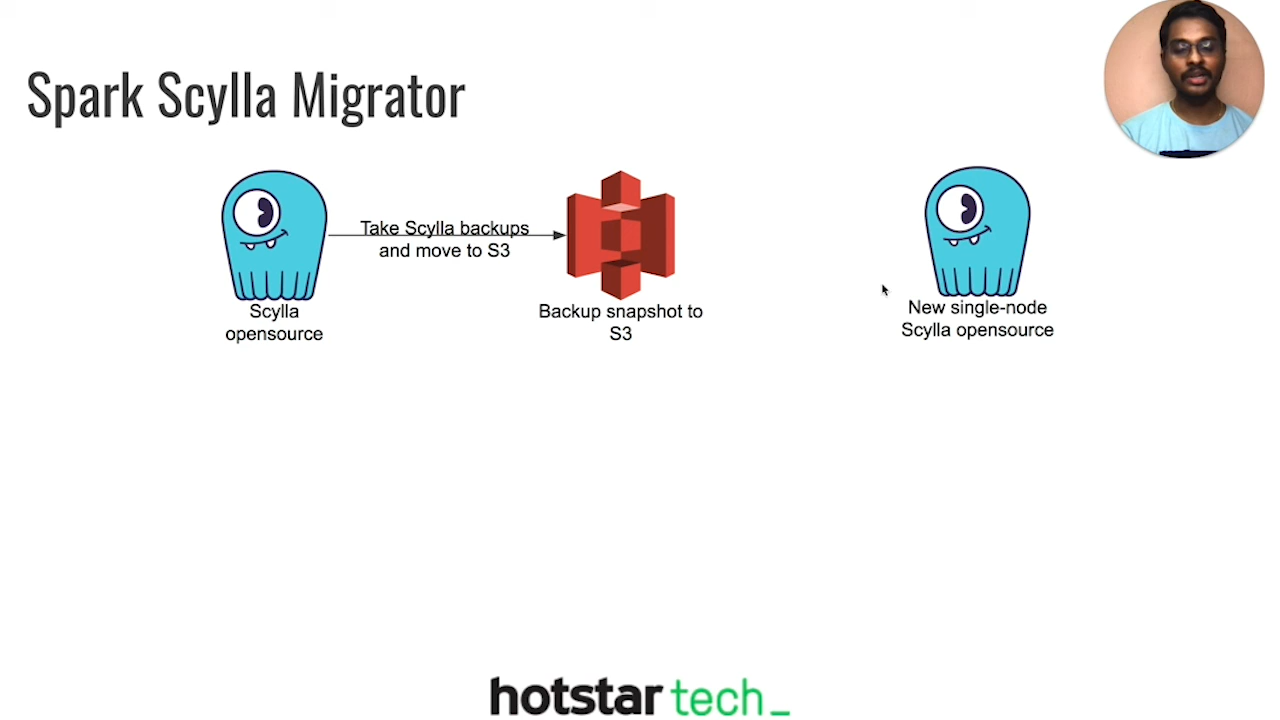 Spark Scylla Migrator
Take Scylla backups
and move to S3
Scylla
opensource
Backup snapshot to
S3
New single-node
Scylla opensource
hotstar tech_